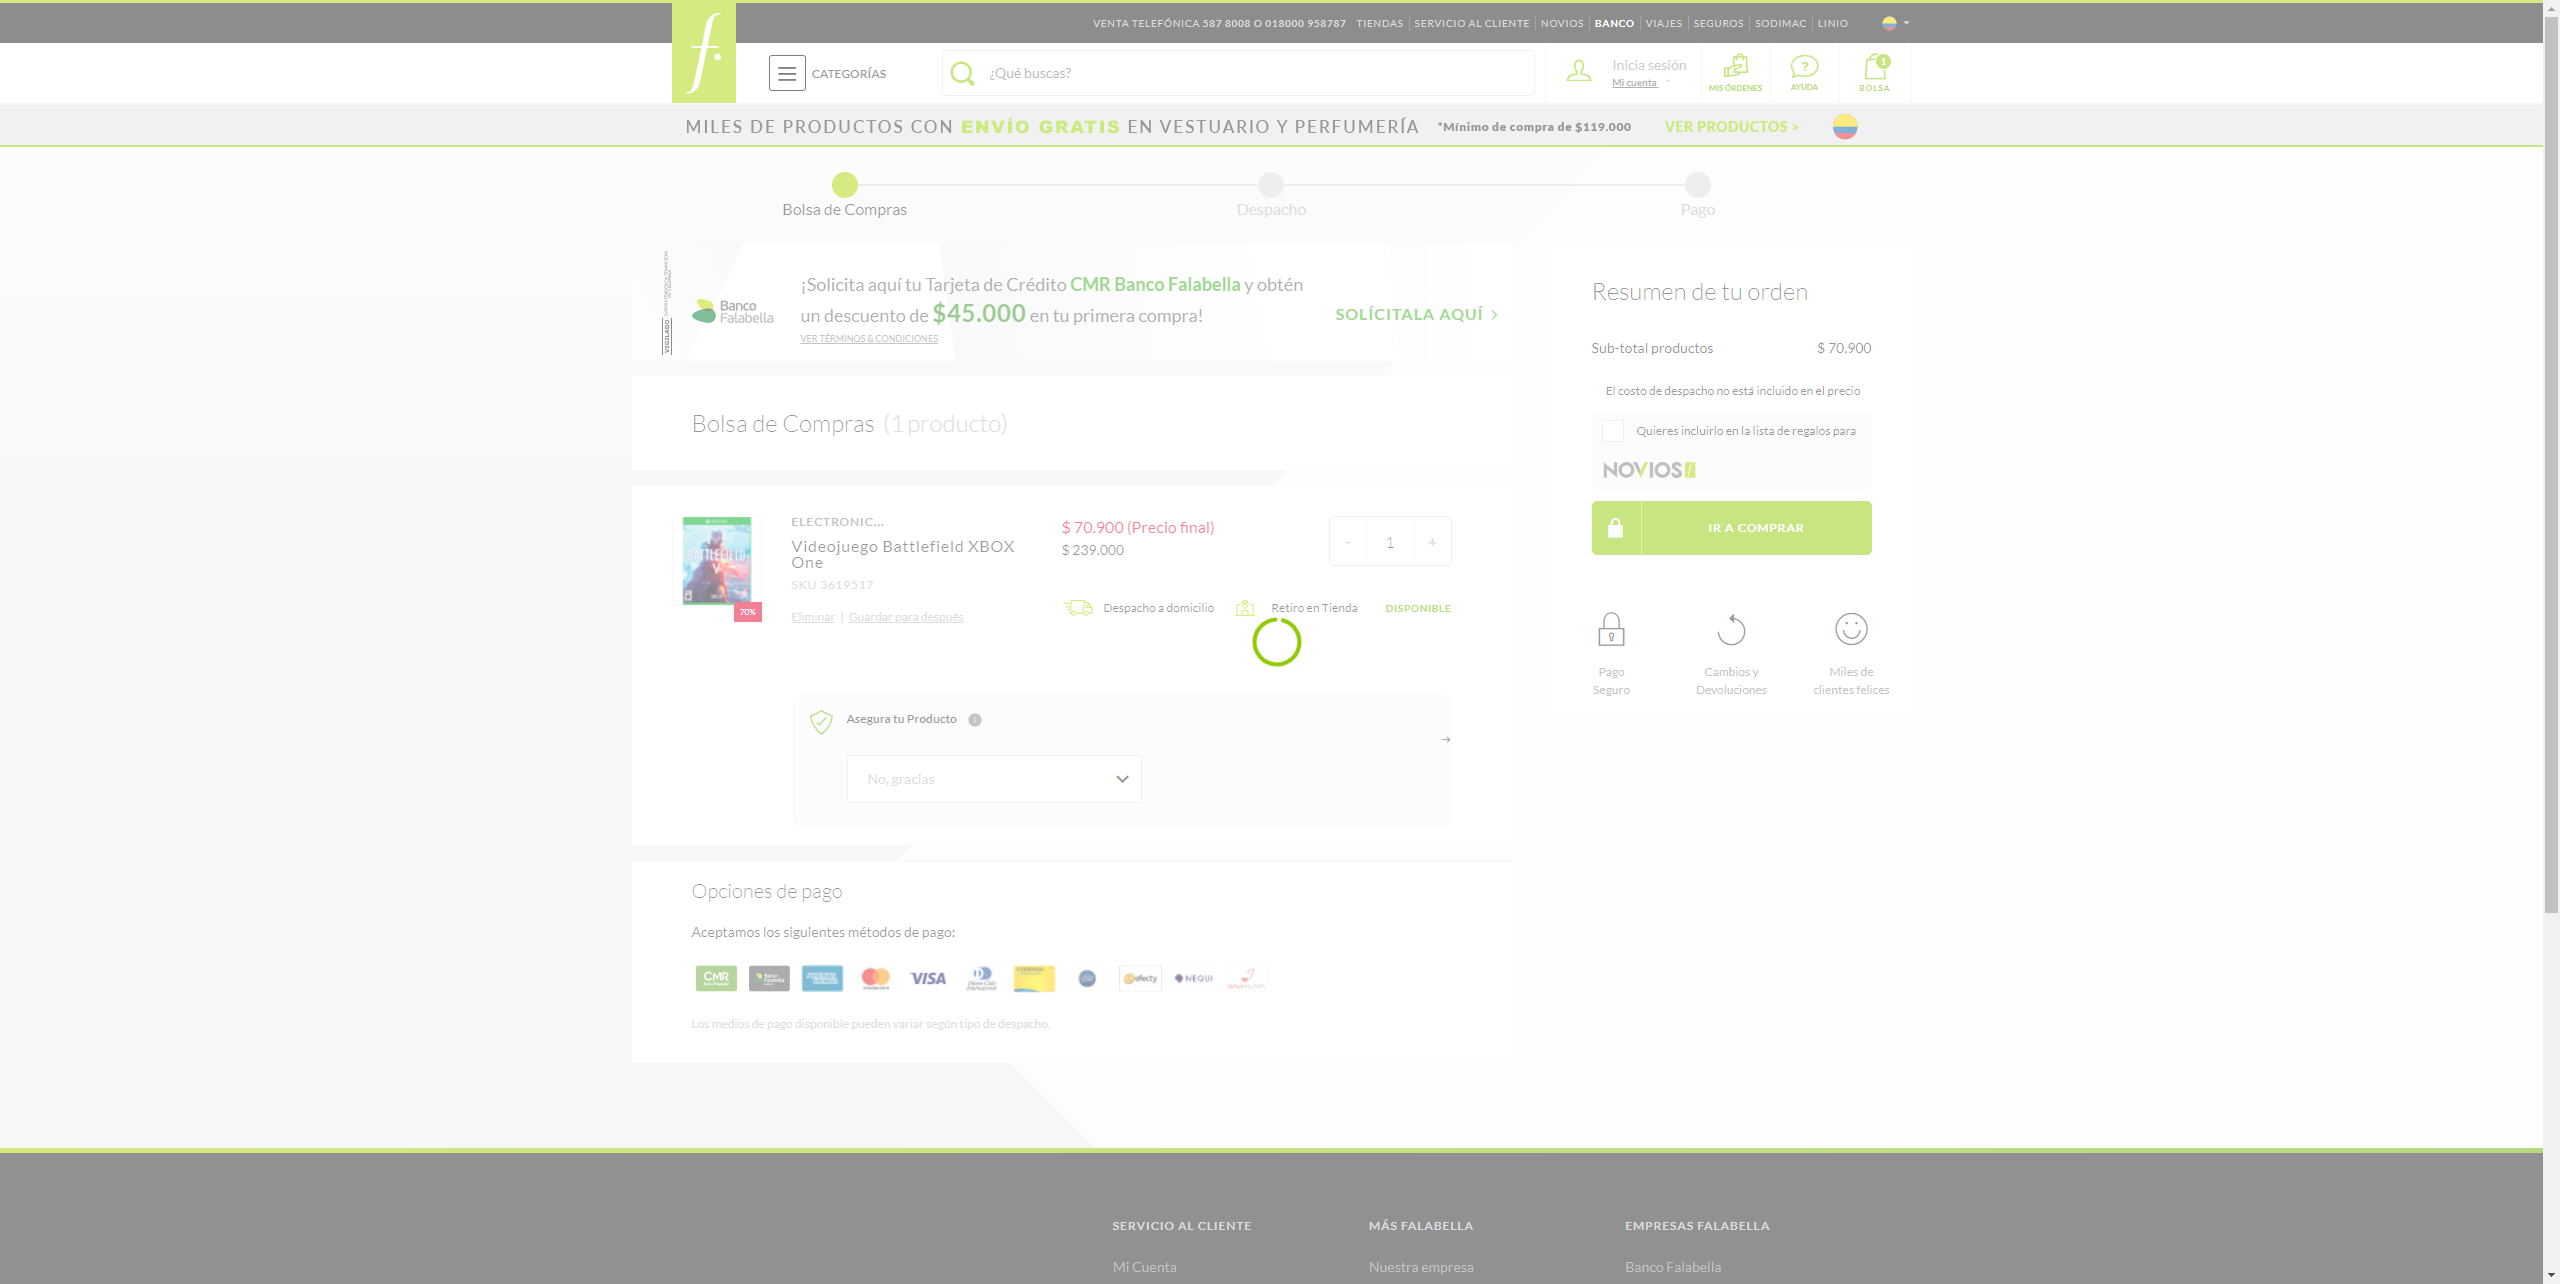 VENTA TELEFÓNICA 587 8008 O 018000 958787 TIENDAS SERVICIO AL CLIENTE NOVIOS BANCO VIAJES SEGUROS SODIMAC LINIO
f.
CATEGORÍAS
¿Qué buscas?
Inicia sesión
Mi cuenta
MIS ÓRDENES
AYUDA
1
BOLSA
MILES DE PRODUCTOS CON ENVÍO GRATIS EN VESTUARIO Y PERFUMERÍA *Mínimo de compra de $119.000 VER PRODUCTOS >
Bolsa de Compras
Despacho
Pago
VIGILADO
Banco
Falabella
¡Solicita aquí tu Tarjeta de Crédito CMR Banco Falabella y obtén
un descuento de $45.000 en tu primera compra!
VER TÉRMINOS & CONDICIONES
SOLÍCITALA AQUÍ >
Bolsa de Compras (1 producto)
BATTLEFIELD
V
70%
ELECTRONIC...
Videojuego Battlefield XBOX
One
SKU 3619517
Eliminar | Guardar para después
$ 70.900 (Precio final)
$ 239.000
- 1 +
Despacho a domicilio
Retiro en Tienda
DISPONIBLE
Asegura tu Producto
No, gracias
Opciones de pago
Aceptamos los siguientes métodos de pago:
CMR
VISA
efecty
NEQUI
Los medios de pago disponible pueden variar según tipo de despacho.
Resumen de tu orden
Sub-total productos $ 70.900
El costo de despacho no está incluido en el precio
Quieres incluirlo en la lista de regalos para
NOVIOS f
IR A COMPRAR
Pago
Seguro
Cambios y
Devoluciones
Miles de
clientes felices
SERVICIO AL CLIENTE
Mi Cuenta
MÁS FALABELLA
Nuestra empresa
EMPRESAS FALABELLA
Banco Falabella